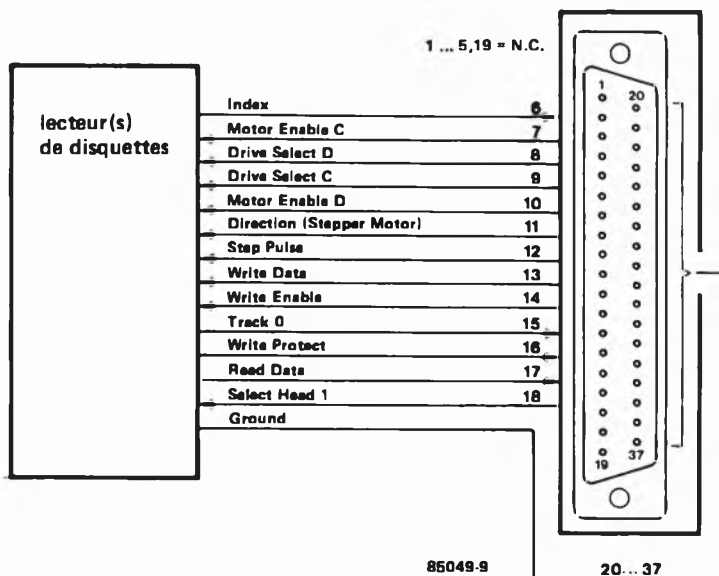 1 ... 5,19 = N.C.
lecteur(s)
de disquettes
Index 6
Motor Enable C 7
Drive Select D 8
Drive Select C 9
Motor Enable D 10
Direction (Stepper Motor) 11
Step Pulse 12
Write Data 13
Write Enable 14
Track 0 15
Write Protect 16
Read Data 17
Select Head 1 18
Ground
1 20
19 37
85049-9 20 ... 37